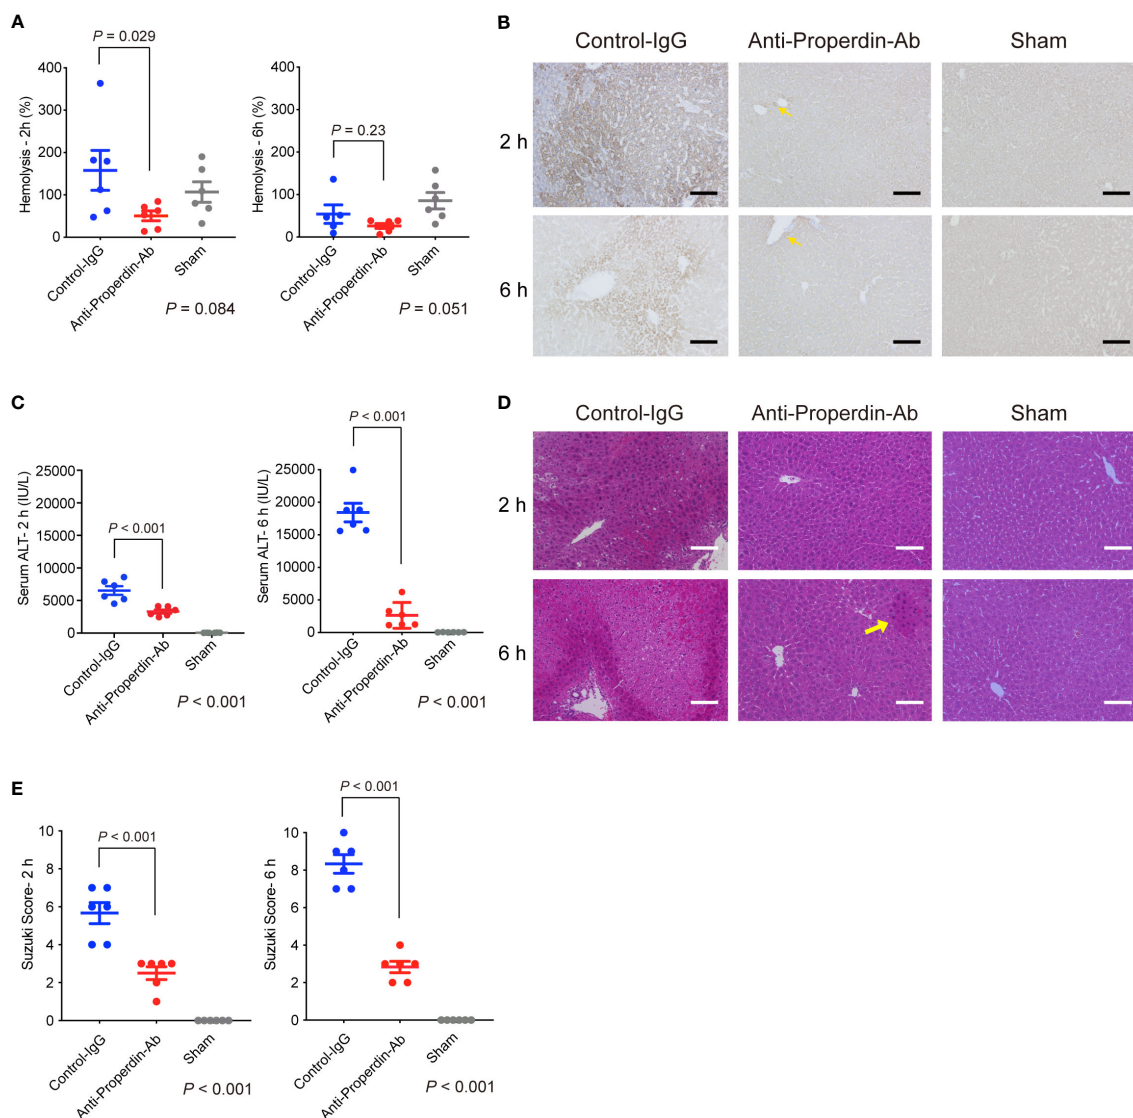 A
P = 0.029
Hemolysis - 2h (%)
400
300
200
100
0
Control-IgG
Anti-Properdin-Ab
Sham
P = 0.084
P = 0.23
Hemolysis - 6h (%)
400
300
200
100
0
Control-IgG
Anti-Properdin-Ab
Sham
P = 0.051
B
Control-IgG
Anti-Properdin-Ab
Sham
2 h
6 h
C
P < 0.001
Serum ALT- 2 h (IU/L)
25000
20000
15000
10000
5000
0
Control-IgG
Anti-Properdin-Ab
Sham
P < 0.001
P < 0.001
Serum ALT- 6 h (IU/L)
25000
20000
15000
10000
5000
0
Control-IgG
Anti-Properdin-Ab
Sham
P < 0.001
D
Control-IgG
Anti-Properdin-Ab
Sham
2 h
6 h
E
P < 0.001
Suzuki Score- 2 h
10
8
6
4
2
0
Control-IgG
Anti-Properdin-Ab
Sham
P < 0.001
P < 0.001
Suzuki Score- 6 h
10
8
6
4
2
0
Control-IgG
Anti-Properdin-Ab
Sham
P < 0.001